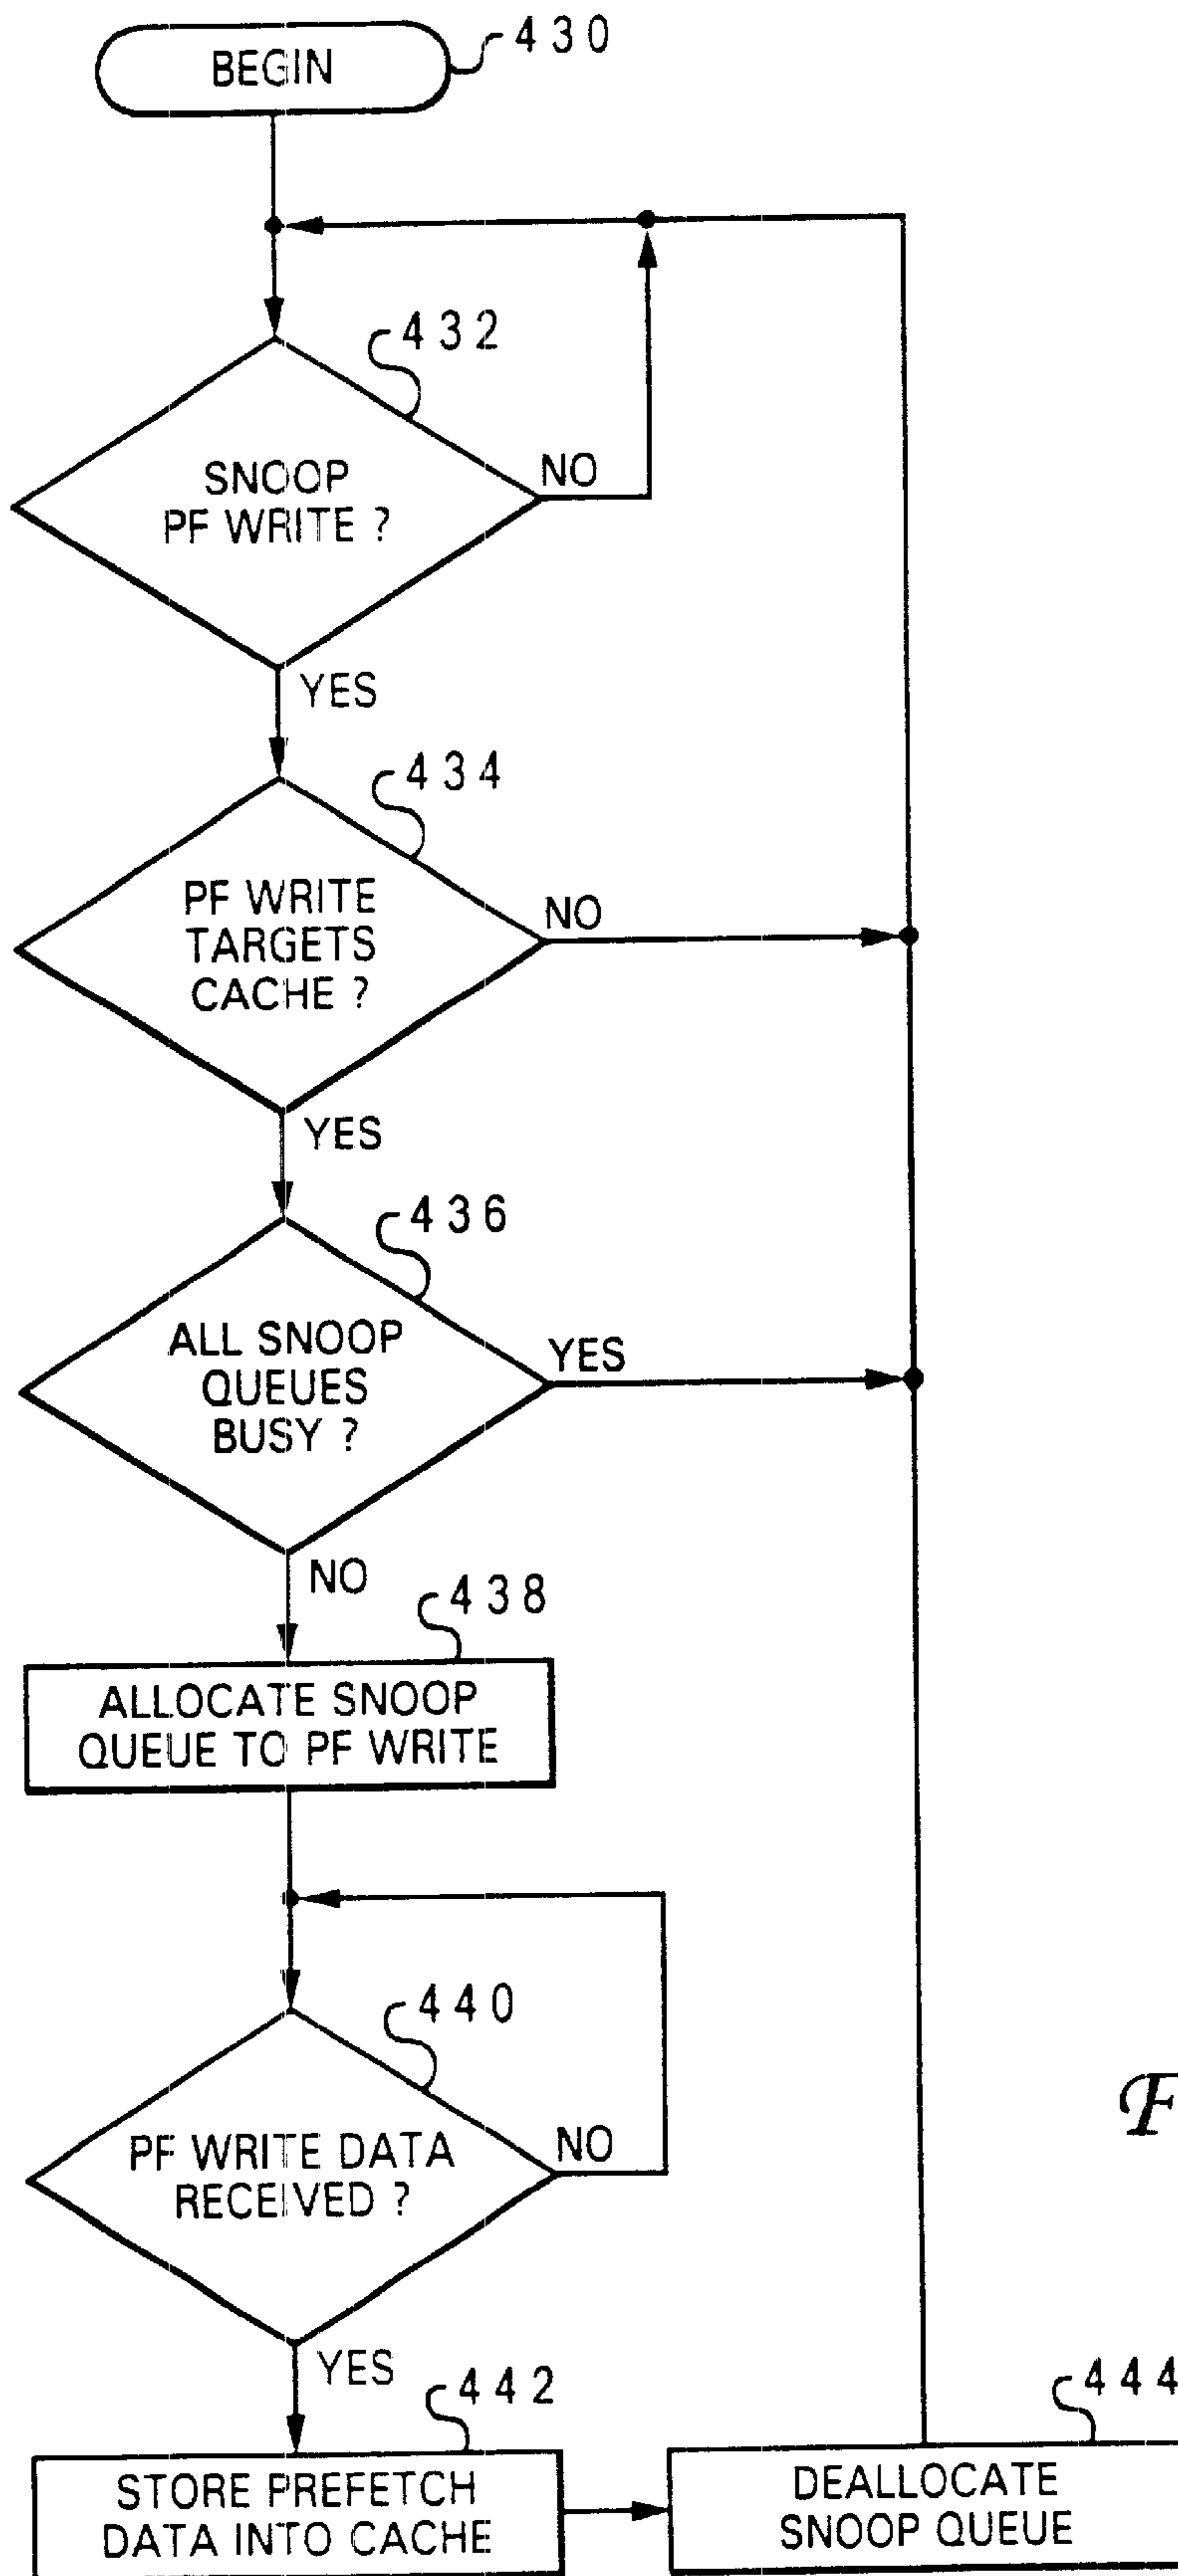 BEGIN
430
432
SNOOP
PF WRITE ?
NO
YES
434
PF WRITE
TARGETS
CACHE ?
NO
YES
436
ALL SNOOP
QUEUES
BUSY ?
YES
NO
438
ALLOCATE SNOOP
QUEUE TO PF WRITE
440
PF WRITE DATA
RECEIVED ?
NO
F
YES
442
STORE PREFETCH
DATA INTO CACHE
444
DEALLOCATE
SNOOP QUEUE